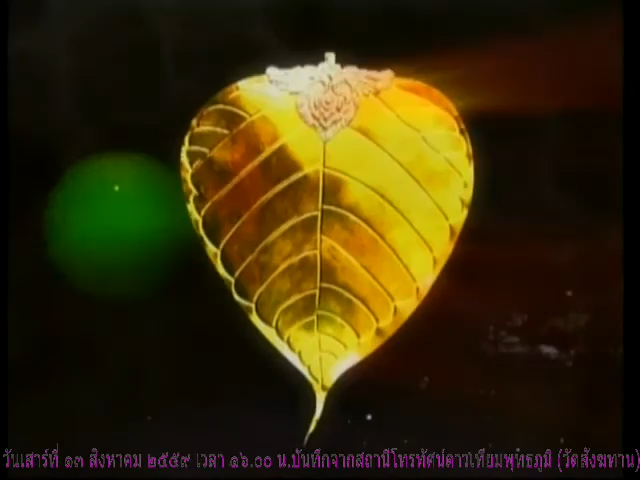 วันเสาร์ที่ ๑๓ สิงหาคม ๒๕๕๙ เวลา ๑๖.๐๐ น.บันทึกจากสถานีโทรทัศน์ดาวเทียมพุทธภูมิ (วัดสังฆทาน)